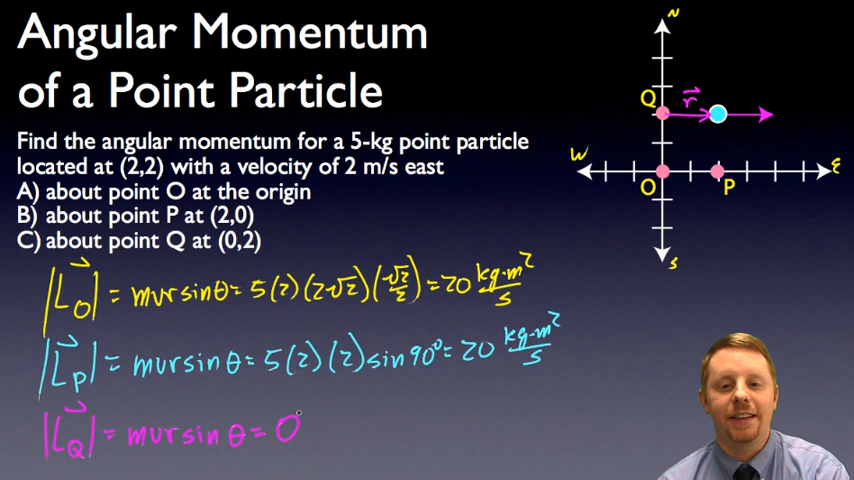 Angular Momentum
of a Point Particle
Find the angular momentum for a 5-kg point particle
located at (2,2) with a velocity of 2 m/s east
A) about point O at the origin
B) about point P at (2,0)
C) about point Q at (0,2)
|L⃗_O| = mvr sinθ = 5(2)(2√2)(√2/2) = 20 kg·m²/s
|L⃗_P| = mvr sinθ = 5(2)(2) sin 90° = 20 kg·m²/s
|L⃗_Q| = mvr sinθ = 0
N
Q r⃗
W E
O P
S